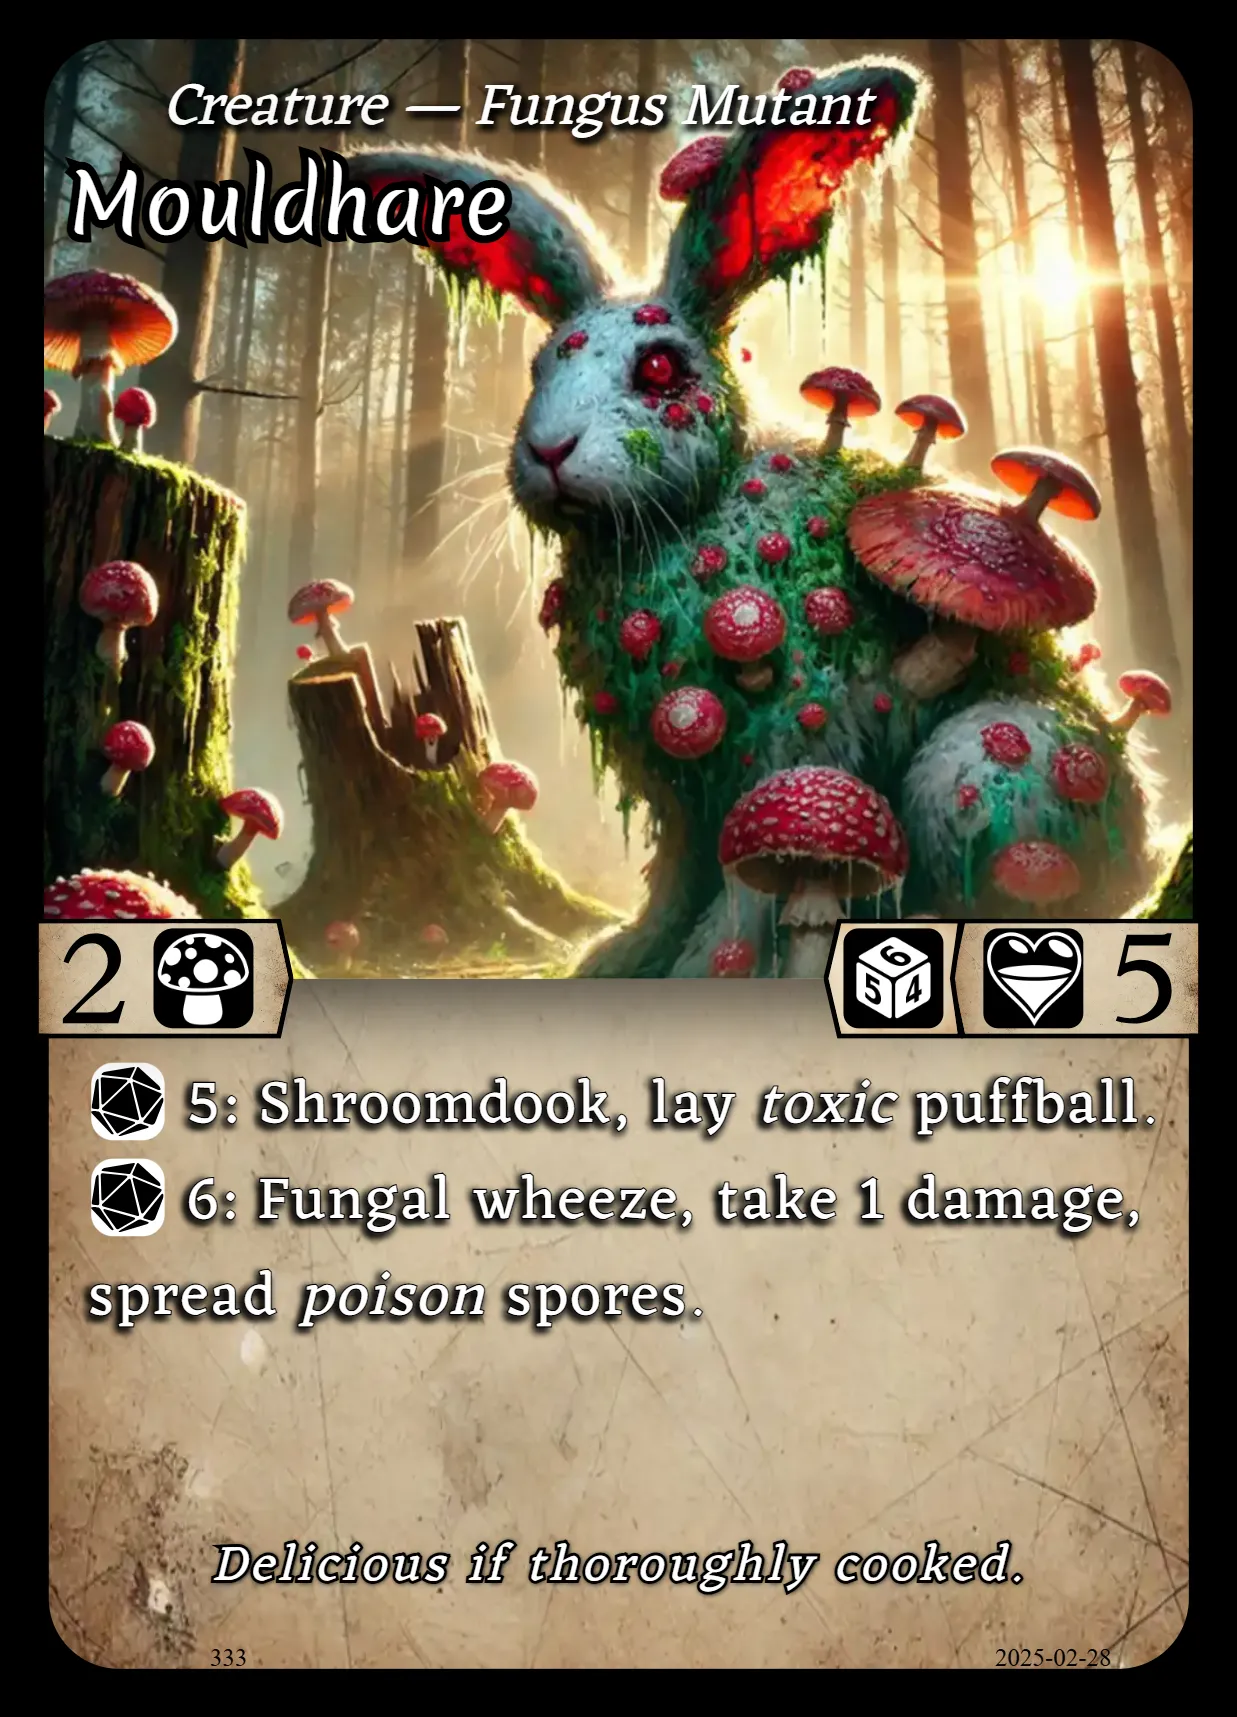 Creature — Fungus Mutant
Mouldhare
2 6 5 4 5
5: Shroomdook, lay toxic puffball.
6: Fungal wheeze, take 1 damage,
spread poison spores.
Delicious if thoroughly cooked.
333 2025-02-28